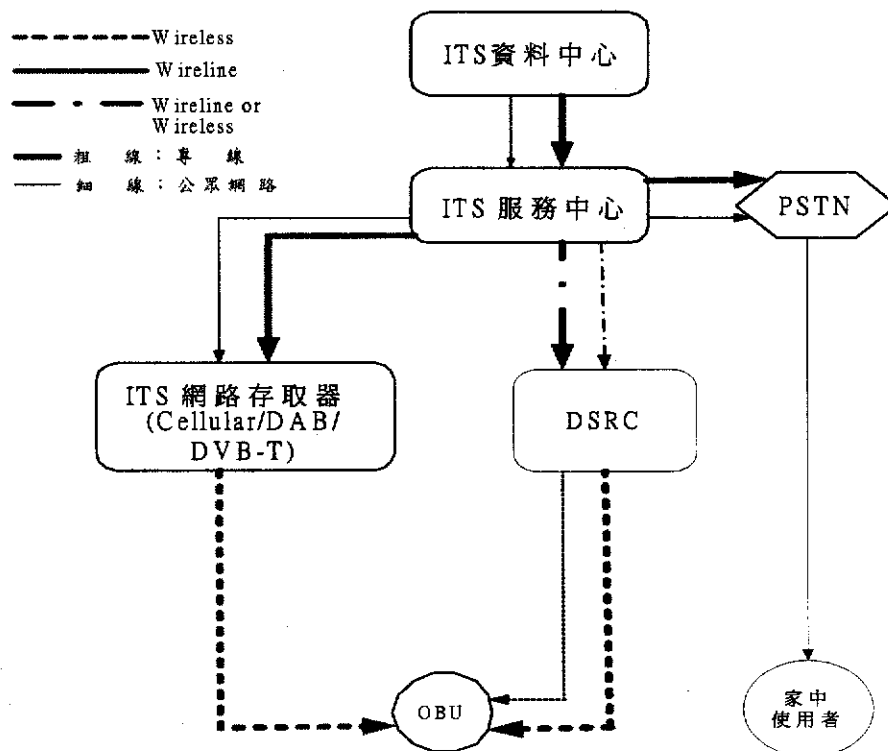 Wireless
Wireline
Wireline or
Wireless
粗 線：專 線
細 線：公眾網路
ITS資料中心
ITS 服務中心
PSTN
ITS 網路存取器
(Cellular/DAB/
DVB-T)
DSRC
OBU
家中
使用者